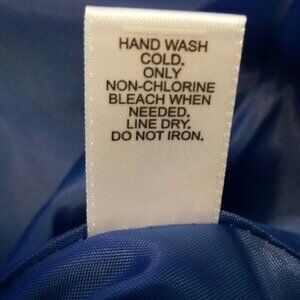 HAND WASH
COLD.
ONLY
NON-CHLORINE
BLEACH WHEN
NEEDED.
LINE DRY.
DO NOT IRON.